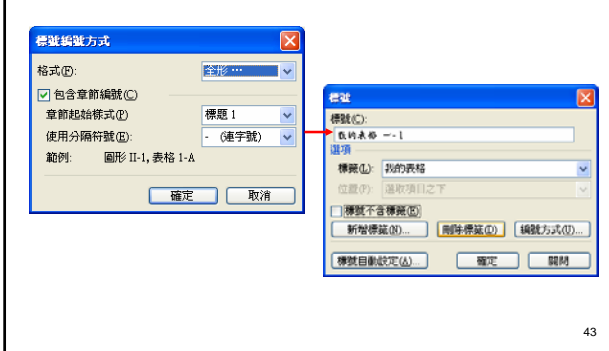 標號編號方式
格式(F): 全形 …
包含章節編號(C)
章節起始樣式(P) 標題 1
使用分隔符號(E): - (連字號)
範例: 圖形 II-1, 表格 1-A
確定 取消
標號
標號(C):
我的表格 一-1
選項
標籤(L): 我的表格
位置(P): 選取項目之下
標號不含標籤(E)
新增標籤(N)... 刪除標籤(D) 編號方式(U)...
標號自動設定(A)... 確定 關閉
43